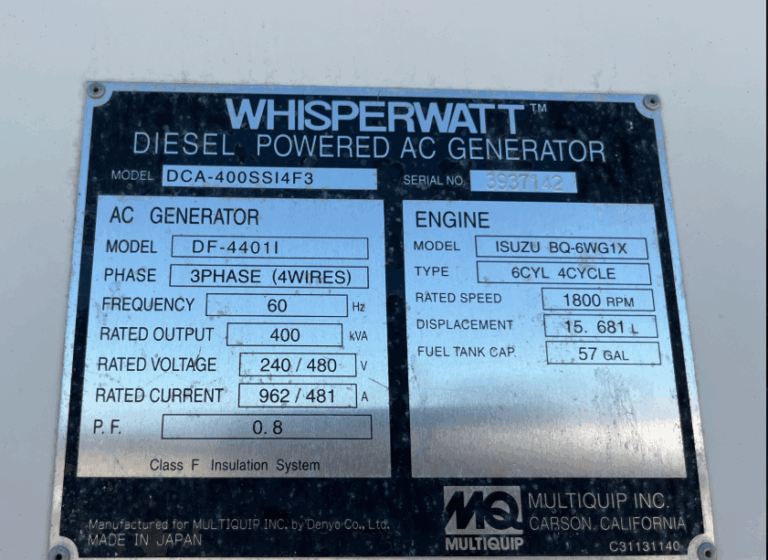 WHISPERWATT™
DIESEL POWERED AC GENERATOR
MODEL DCA-400SSI4F3
SERIAL NO. 3937142
AC GENERATOR
MODEL DF-4401I
PHASE 3PHASE (4WIRES)
FREQUENCY 60 Hz
RATED OUTPUT 400 kVA
RATED VOLTAGE 240/480 V
RATED CURRENT 962/481 A
P.F. 0.8
Class F Insulation System
ENGINE
MODEL ISUZU BQ-6WG1X
TYPE 6CYL 4CYCLE
RATED SPEED 1800 RPM
DISPLACEMENT 15.681 L
FUEL TANK CAP. 57 GAL
Manufactured for MULTIQUIP INC. by Denyo Co., Ltd.
MADE IN JAPAN
MQ
MULTIQUIP
MULTIQUIP INC.
CARSON, CALIFORNIA
C31131140